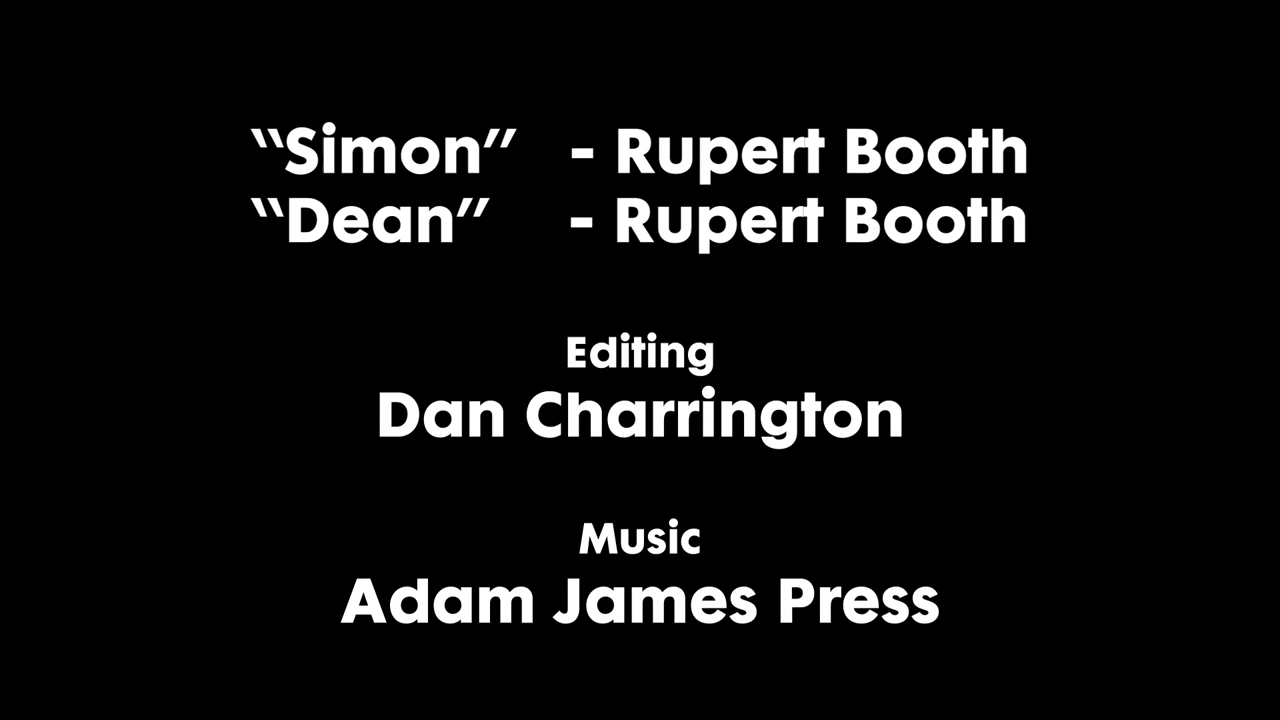 “Simon” - Rupert Booth
“Dean” - Rupert Booth
Editing
Dan Charrington
Music
Adam James Press